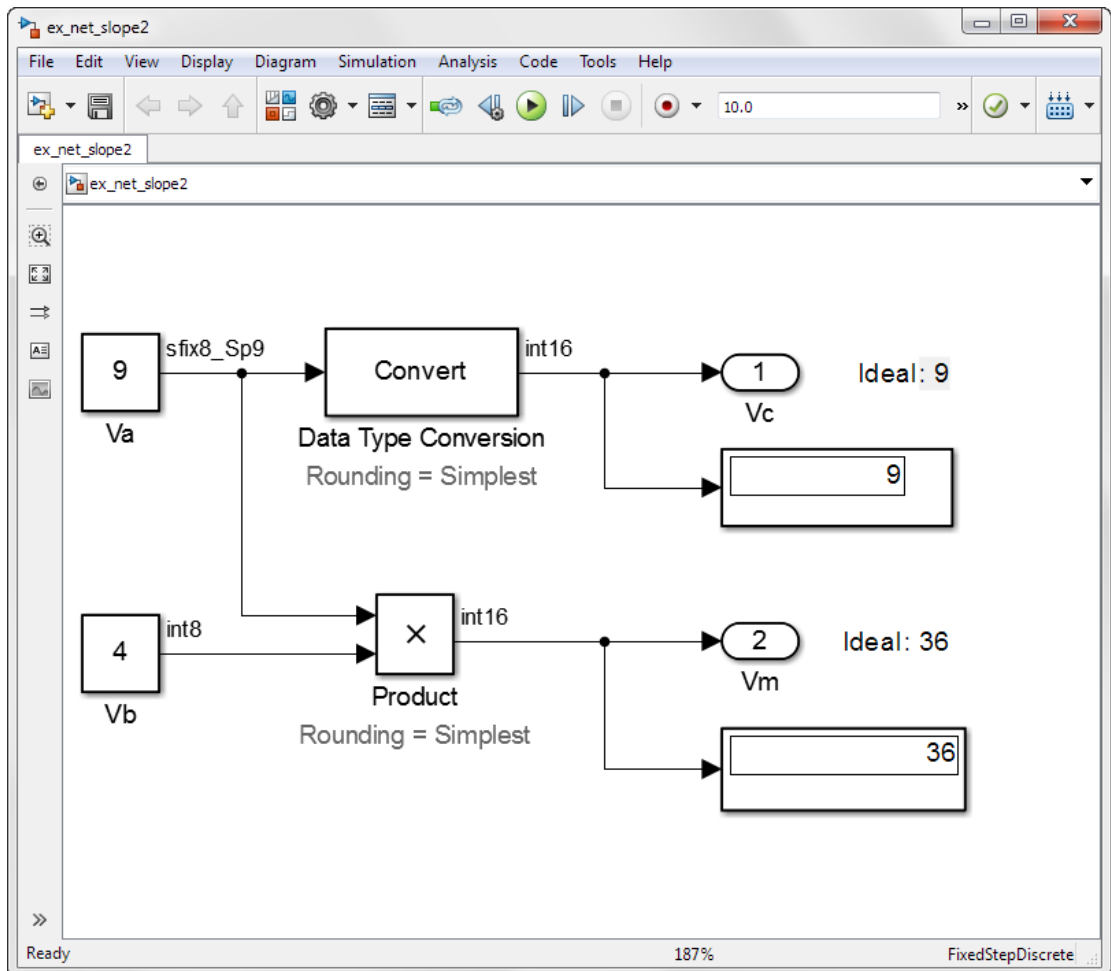 ex_net_slope2
File Edit View Display Diagram Simulation Analysis Code Tools Help
10.0
»
ex_net_slope2
ex_net_slope2
9
sfix8_Sp9
Convert
int16
1
Ideal: 9
Va
Vc
Data Type Conversion
Rounding = Simplest
9
4
int8
×
int16
2
Ideal: 36
Vb
Product
Vm
Rounding = Simplest
36
»
Ready 187% FixedStepDiscrete